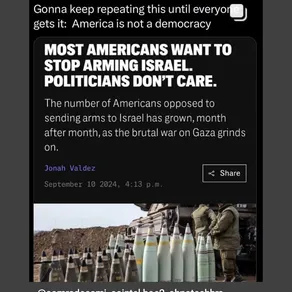 Gonna keep repeating this until everyone
gets it: America is not a democracy
MOST AMERICANS WANT TO
STOP ARMING ISRAEL.
POLITICIANS DON'T CARE.
The number of Americans opposed to
sending arms to Israel has grown, month
after month, as the brutal war on Gaza grinds
on.
Jonah Valdez
Share
September 10 2024, 4:13 p.m.